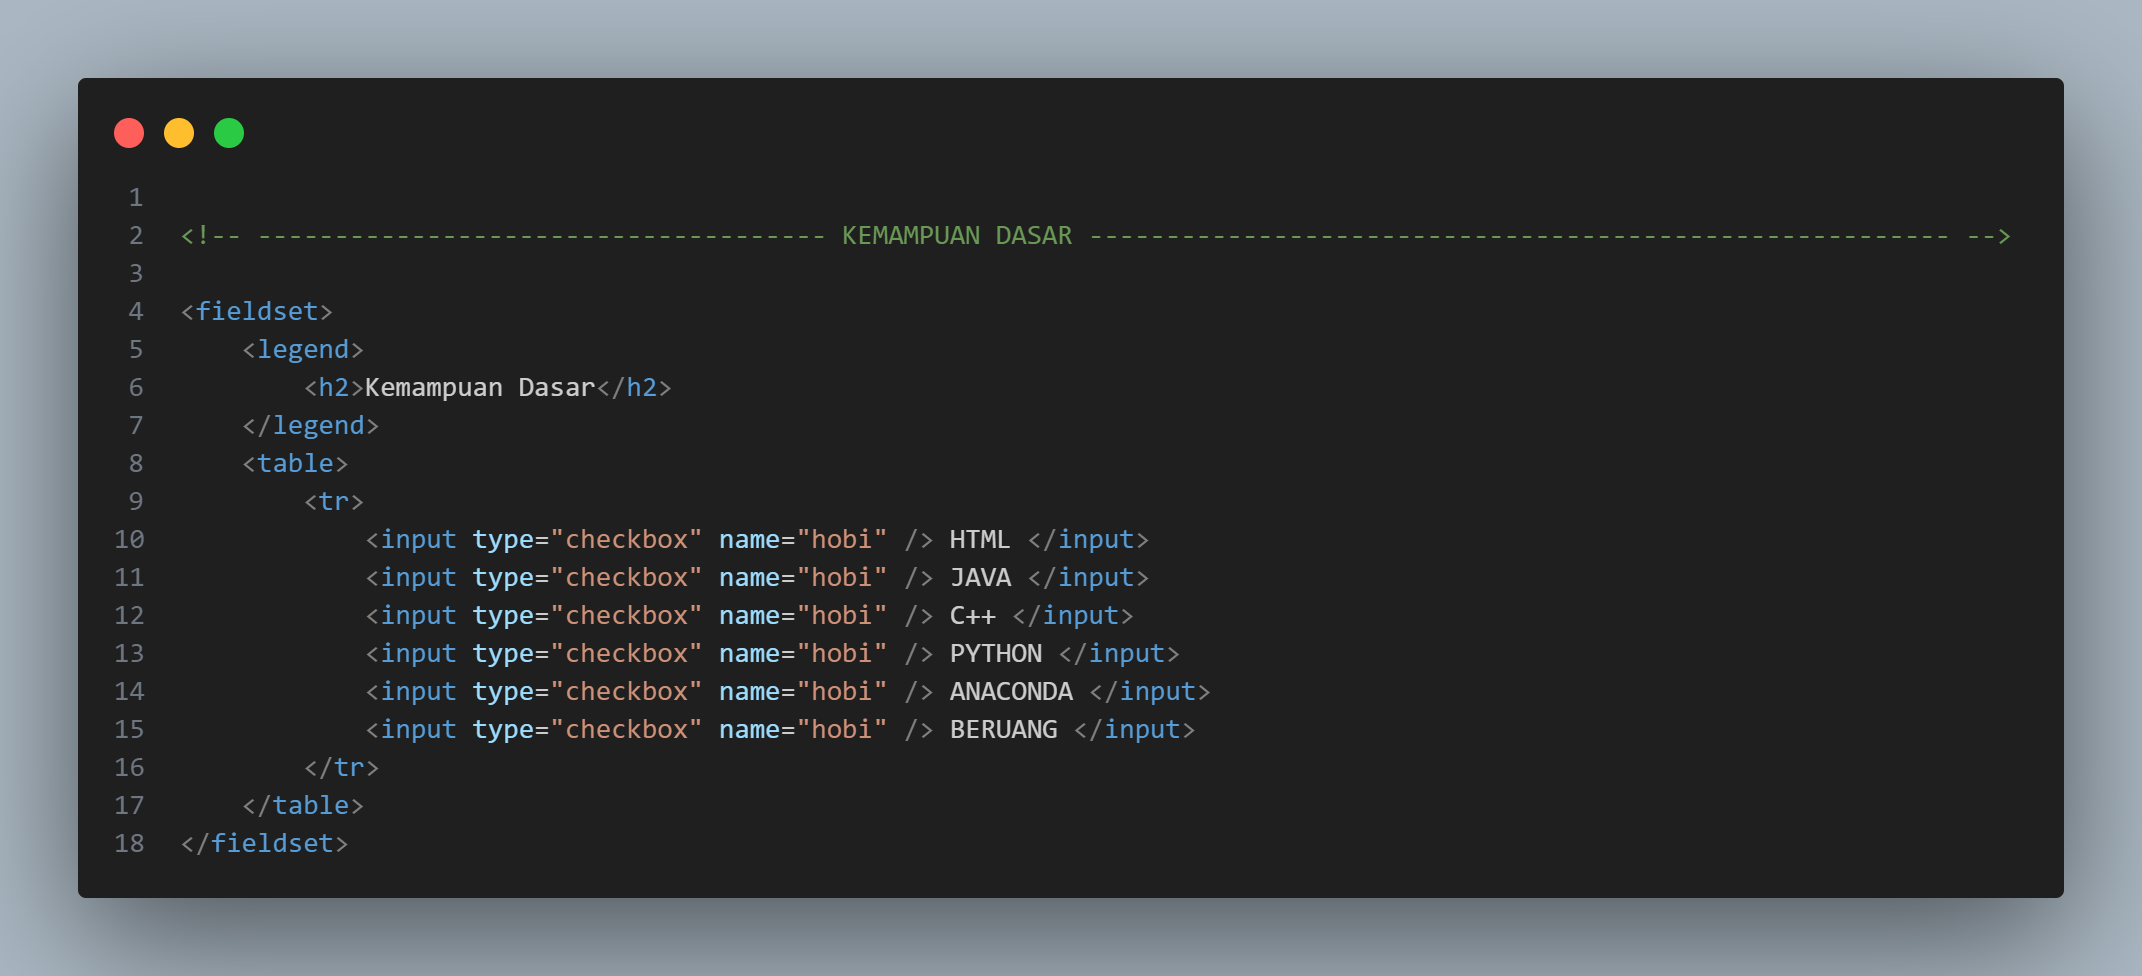 1
2 <!-- ------------------------------------- KEMAMPUAN DASAR -------------------------------------------------------- -->
3
4 <fieldset>
5     <legend>
6         <h2>Kemampuan Dasar</h2>
7     </legend>
8     <table>
9         <tr>
10             <input type="checkbox" name="hobi" /> HTML </input>
11             <input type="checkbox" name="hobi" /> JAVA </input>
12             <input type="checkbox" name="hobi" /> C++ </input>
13             <input type="checkbox" name="hobi" /> PYTHON </input>
14             <input type="checkbox" name="hobi" /> ANACONDA </input>
15             <input type="checkbox" name="hobi" /> BERUANG </input>
16         </tr>
17     </table>
18 </fieldset>